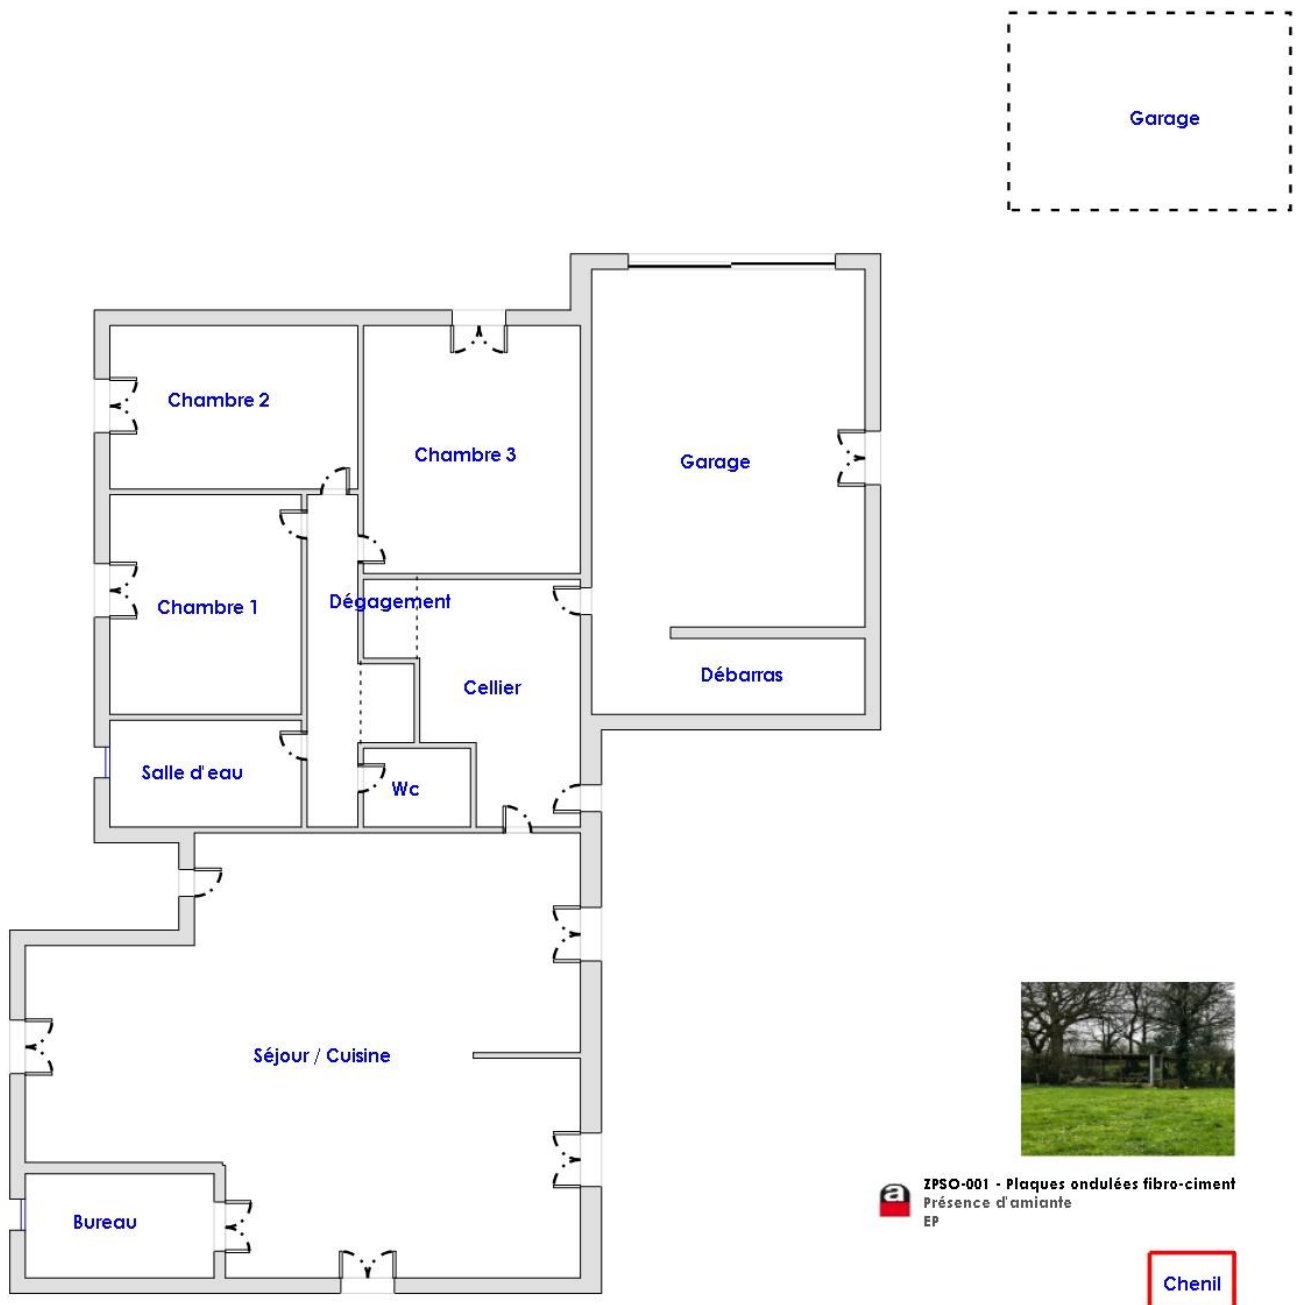 Garage
Chambre 2
Chambre 3
Garage
Chambre 1
Dégagement
Débarras
Cellier
Salle d'eau
Wc
Séjour / Cuisine
a
ZPSO-001 - Plaques ondulées fibro-ciment
Présence d'amiante
EP
Bureau
Chenil